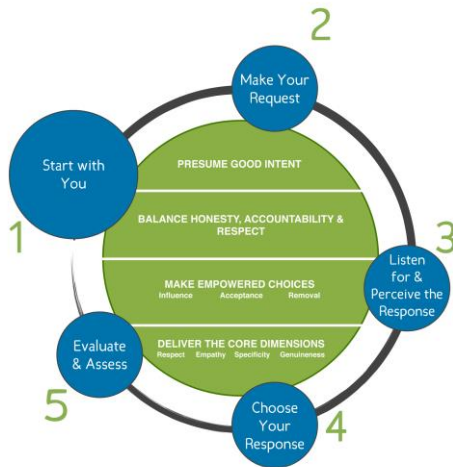 2
Make Your
Request
Start with
You
1
PRESUME GOOD INTENT
BALANCE HONESTY, ACCOUNTABILITY &
RESPECT
3
Listen
for &
Perceive the
Response
MAKE EMPOWERED CHOICES
Influence Acceptance Removal
DELIVER THE CORE DIMENSIONS
Respect Empathy Specificity Genuineness
Evaluate
& Assess
5
Choose
Your
Response
4